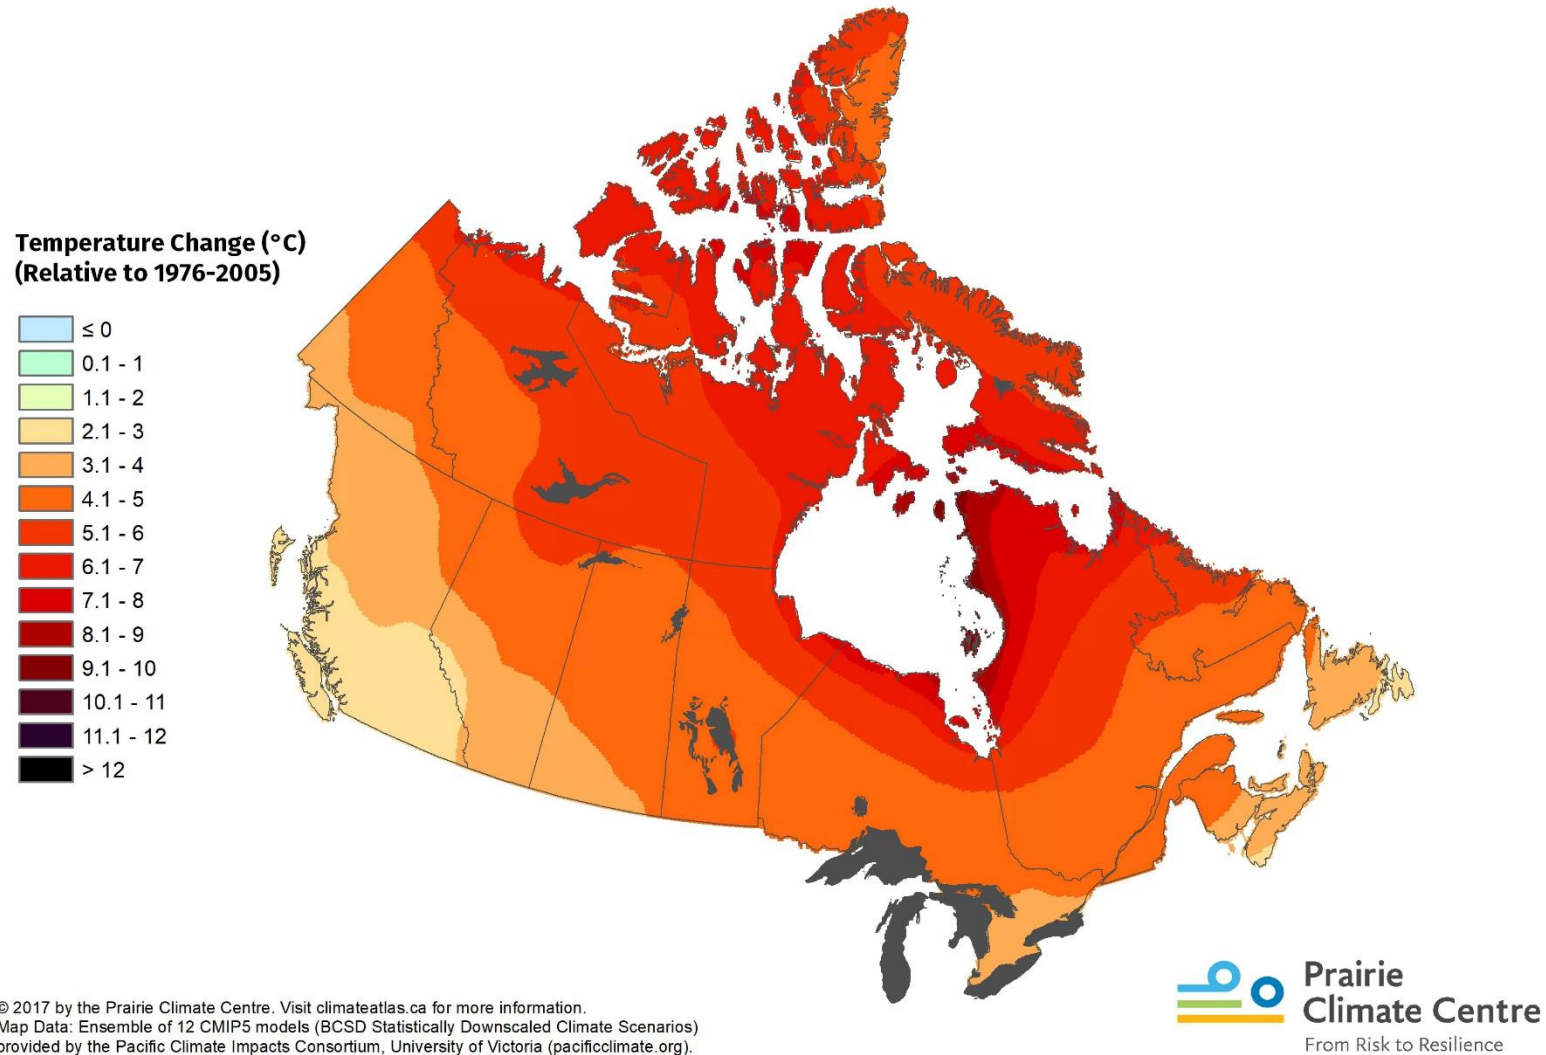 Temperature Change (°C)
(Relative to 1976-2005)
≤ 0
0.1 - 1
1.1 - 2
2.1 - 3
3.1 - 4
4.1 - 5
5.1 - 6
6.1 - 7
7.1 - 8
8.1 - 9
9.1 - 10
10.1 - 11
11.1 - 12
> 12
© 2017 by the Prairie Climate Centre. Visit climateatlas.ca for more information.
Map Data: Ensemble of 12 CMIP5 models (BCSD Statistically Downscaled Climate Scenarios)
provided by the Pacific Climate Impacts Consortium, University of Victoria (pacificclimate.org).
Prairie
Climate Centre
From Risk to Resilience